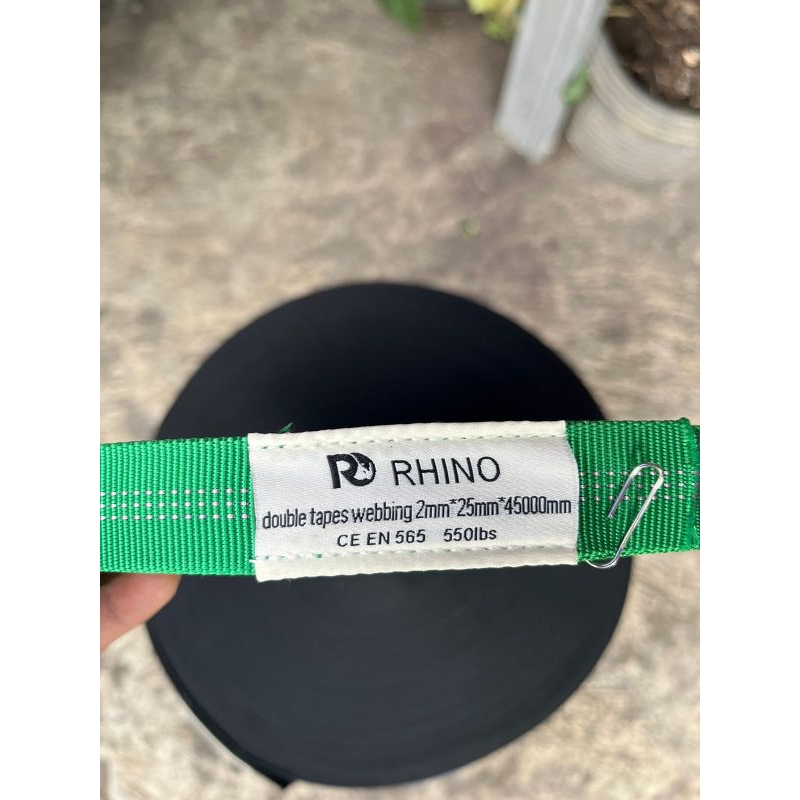 R RHINO
double tapes webbing 2mm*25mm*45000mm
CE EN 565 550lbs